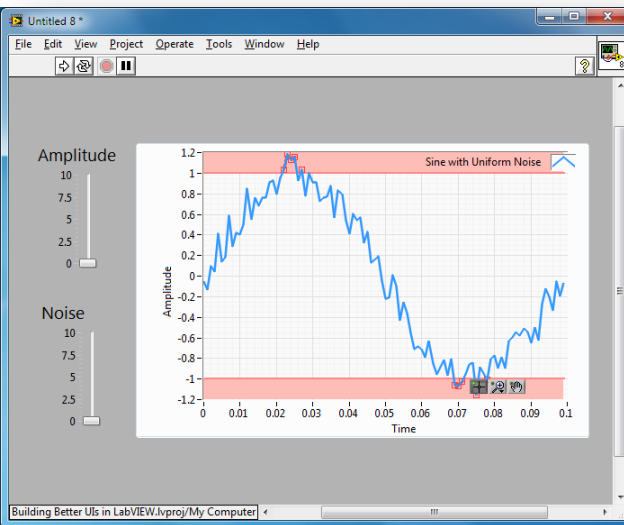 Untitled 8 *
File Edit View Project Operate Tools Window Help
?
8
Amplitude
10
7.5
5
2.5
0
Noise
10
7.5
5
2.5
0
Sine with Uniform Noise
Amplitude
1.2
1
0.8
0.6
0.4
0.2
0
-0.2
-0.4
-0.6
-0.8
-1
-1.2
0 0.01 0.02 0.03 0.04 0.05 0.06 0.07 0.08 0.09 0.1
Time
Building Better UIs in LabVIEW.lvproj/My Computer